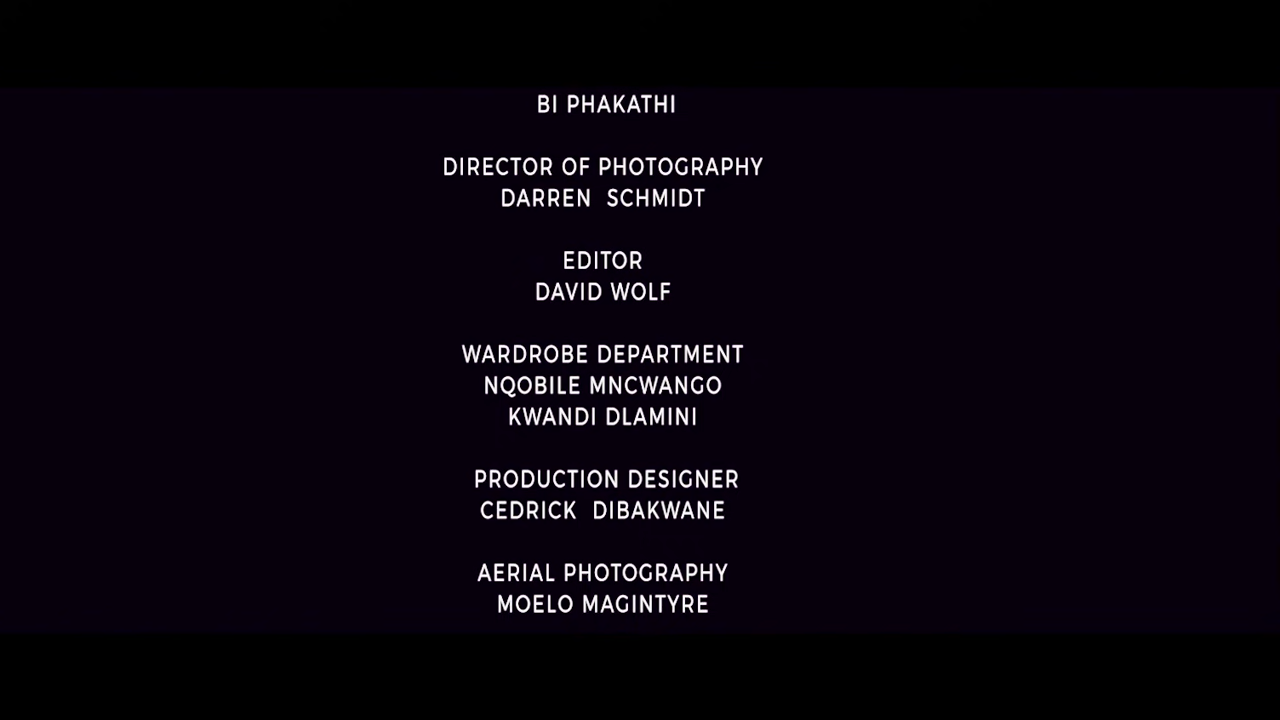 BI PHAKATHI
DIRECTOR OF PHOTOGRAPHY
DARREN  SCHMIDT
EDITOR
DAVID WOLF
WARDROBE DEPARTMENT
NQOBILE MNCWANGO
KWANDI DLAMINI
PRODUCTION DESIGNER
CEDRICK  DIBAKWANE
AERIAL PHOTOGRAPHY
MOELO MAGINTYRE